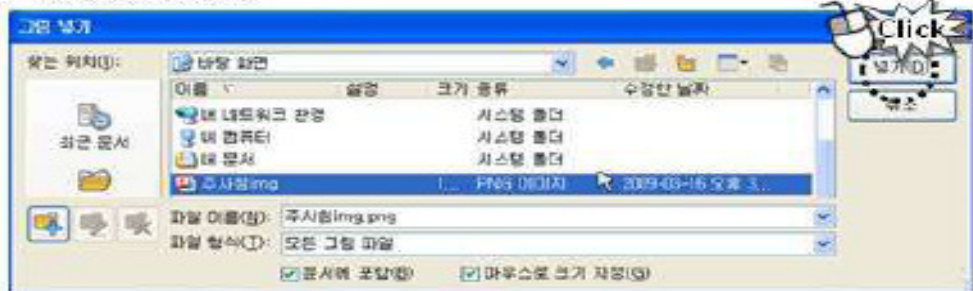 그림 넣기
Click
찾는 위치(I): 바탕 화면
넣기(D)
이름 설명 크기 종류 수정한 날짜
취소
내 네트워크 환경 시스템 폴더
내 컴퓨터 시스템 폴더
최근 문서
내 문서 시스템 폴더
주사힘img 1... PNG 이미지 2009-03-16 오후 3...
파일 이름(N): 주사힘img.png
파일 형식(T): 모든 그림 파일
문서에 포함(B) 마우스로 크기 지정(G)